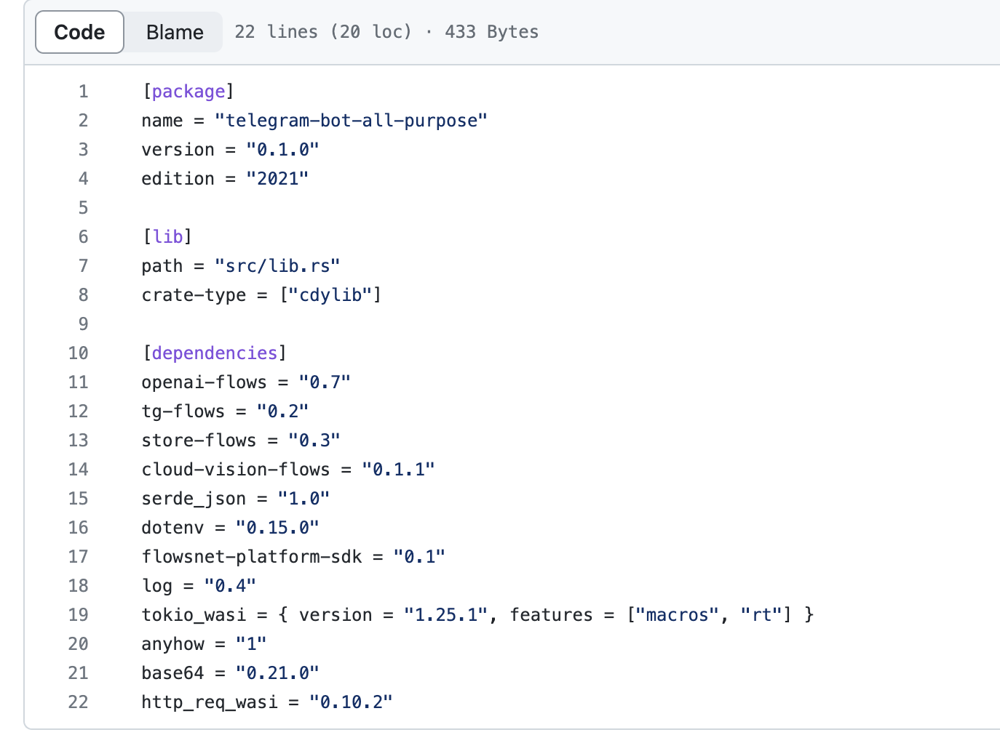 Code Blame 22 lines (20 loc) · 433 Bytes
1 [package]
2 name = "telegram-bot-all-purpose"
3 version = "0.1.0"
4 edition = "2021"
5
6 [lib]
7 path = "src/lib.rs"
8 crate-type = ["cdylib"]
9
10 [dependencies]
11 openai-flows = "0.7"
12 tg-flows = "0.2"
13 store-flows = "0.3"
14 cloud-vision-flows = "0.1.1"
15 serde_json = "1.0"
16 dotenv = "0.15.0"
17 flowsnet-platform-sdk = "0.1"
18 log = "0.4"
19 tokio_wasi = { version = "1.25.1", features = ["macros", "rt"] }
20 anyhow = "1"
21 base64 = "0.21.0"
22 http_req_wasi = "0.10.2"